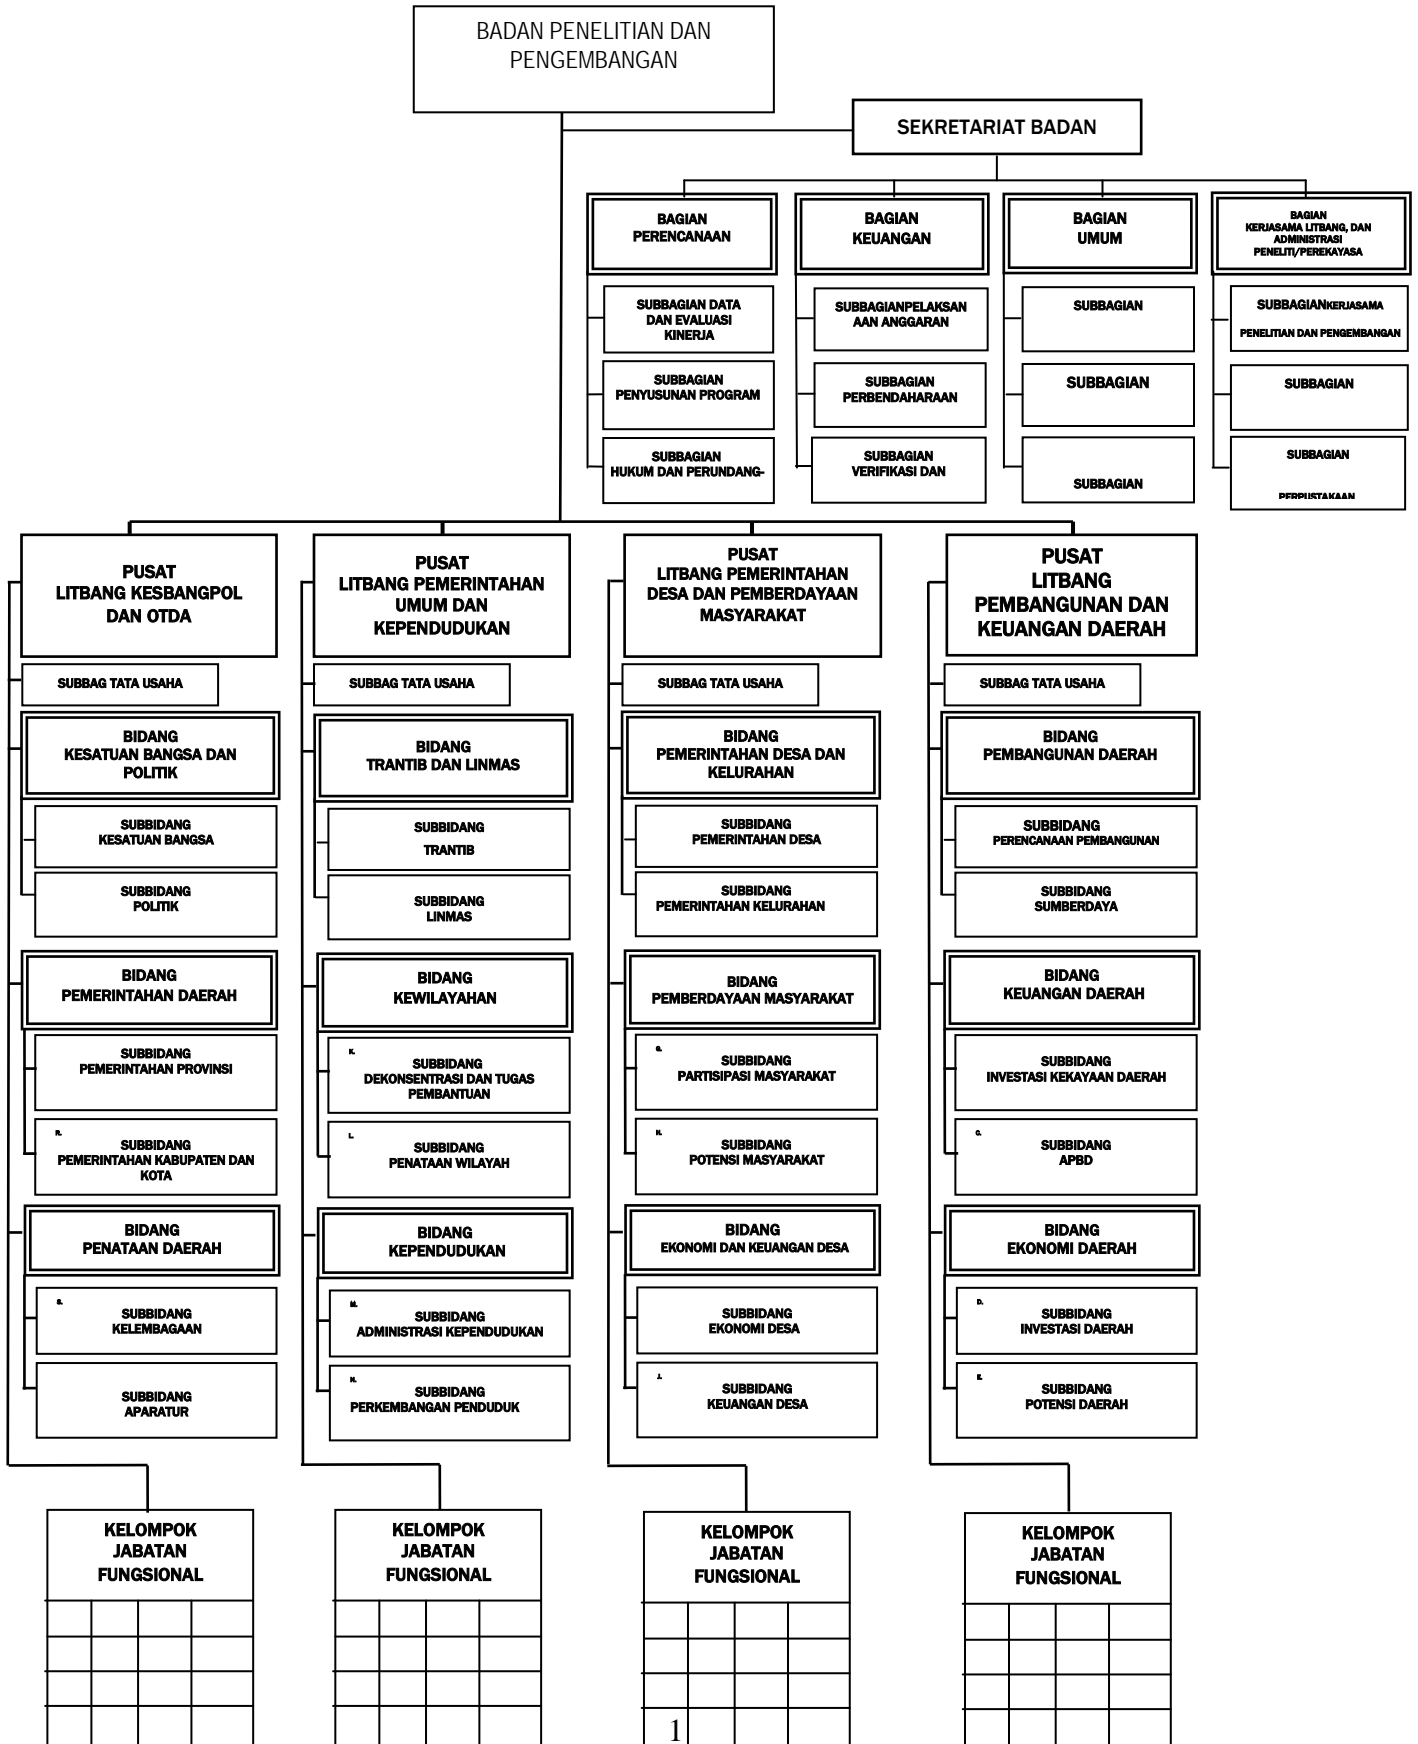 BADAN PENELITIAN DAN
PENGEMBANGAN
SEKRETARIAT BADAN
BAGIAN
PERENCANAAN
BAGIAN
KEUANGAN
BAGIAN
UMUM
BAGIAN
KERJASAMA LITBANG, DAN
ADMINISTRASI
PENELITI/PEREKAYASA
SUBBAGIAN DATA
DAN EVALUASI
KINERJA
SUBBAGIANPELAKSAN
AAN ANGGARAN
SUBBAGIAN
SUBBAGIANKERJASAMA
PENELITIAN DAN PENGEMBANGAN
SUBBAGIAN
PENYUSUNAN PROGRAM
SUBBAGIAN
PERBENDAHARAAN
SUBBAGIAN
SUBBAGIAN
SUBBAGIAN
HUKUM DAN PERUNDANG-
SUBBAGIAN
VERIFIKASI DAN
SUBBAGIAN
SUBBAGIAN
PERPUSTAKAAN
PUSAT
LITBANG KESBANGPOL
DAN OTDA
PUSAT
LITBANG PEMERINTAHAN
UMUM DAN
KEPENDUDUKAN
PUSAT
LITBANG PEMERINTAHAN
DESA DAN PEMBERDAYAAN
MASYARAKAT
PUSAT
LITBANG
PEMBANGUNAN DAN
KEUANGAN DAERAH
SUBBAG TATA USAHA
SUBBAG TATA USAHA
SUBBAG TATA USAHA
SUBBAG TATA USAHA
BIDANG
KESATUAN BANGSA DAN
POLITIK
BIDANG
TRANTIB DAN LINMAS
BIDANG
PEMERINTAHAN DESA DAN
KELURAHAN
BIDANG
PEMBANGUNAN DAERAH
SUBBIDANG
KESATUAN BANGSA
SUBBIDANG
TRANTIB
SUBBIDANG
PEMERINTAHAN DESA
SUBBIDANG
PERENCANAAN PEMBANGUNAN
SUBBIDANG
POLITIK
SUBBIDANG
LINMAS
SUBBIDANG
PEMERINTAHAN KELURAHAN
SUBBIDANG
SUMBERDAYA
BIDANG
PEMERINTAHAN DAERAH
BIDANG
KEWILAYAHAN
BIDANG
PEMBERDAYAAN MASYARAKAT
BIDANG
KEUANGAN DAERAH
SUBBIDANG
PEMERINTAHAN PROVINSI
K.
SUBBIDANG
DEKONSENTRASI DAN TUGAS
PEMBANTUAN
SUBBIDANG
PARTISIPASI MASYARAKAT
SUBBIDANG
INVESTASI KEKAYAAN DAERAH
R.
SUBBIDANG
PEMERINTAHAN KABUPATEN DAN
KOTA
L.
SUBBIDANG
PENATAAN WILAYAH
H.
SUBBIDANG
POTENSI MASYARAKAT
SUBBIDANG
APBD
BIDANG
PENATAAN DAERAH
BIDANG
KEPENDUDUKAN
BIDANG
EKONOMI DAN KEUANGAN DESA
BIDANG
EKONOMI DAERAH
S.
SUBBIDANG
KELEMBAGAAN
M.
SUBBIDANG
ADMINISTRASI KEPENDUDUKAN
SUBBIDANG
EKONOMI DESA
D.
SUBBIDANG
INVESTASI DAERAH
SUBBIDANG
APARATUR
N.
SUBBIDANG
PERKEMBANGAN PENDUDUK
J.
SUBBIDANG
KEUANGAN DESA
E.
SUBBIDANG
POTENSI DAERAH
KELOMPOK
JABATAN
FUNGSIONAL
KELOMPOK
JABATAN
FUNGSIONAL
KELOMPOK
JABATAN
FUNGSIONAL
KELOMPOK
JABATAN
FUNGSIONAL
1